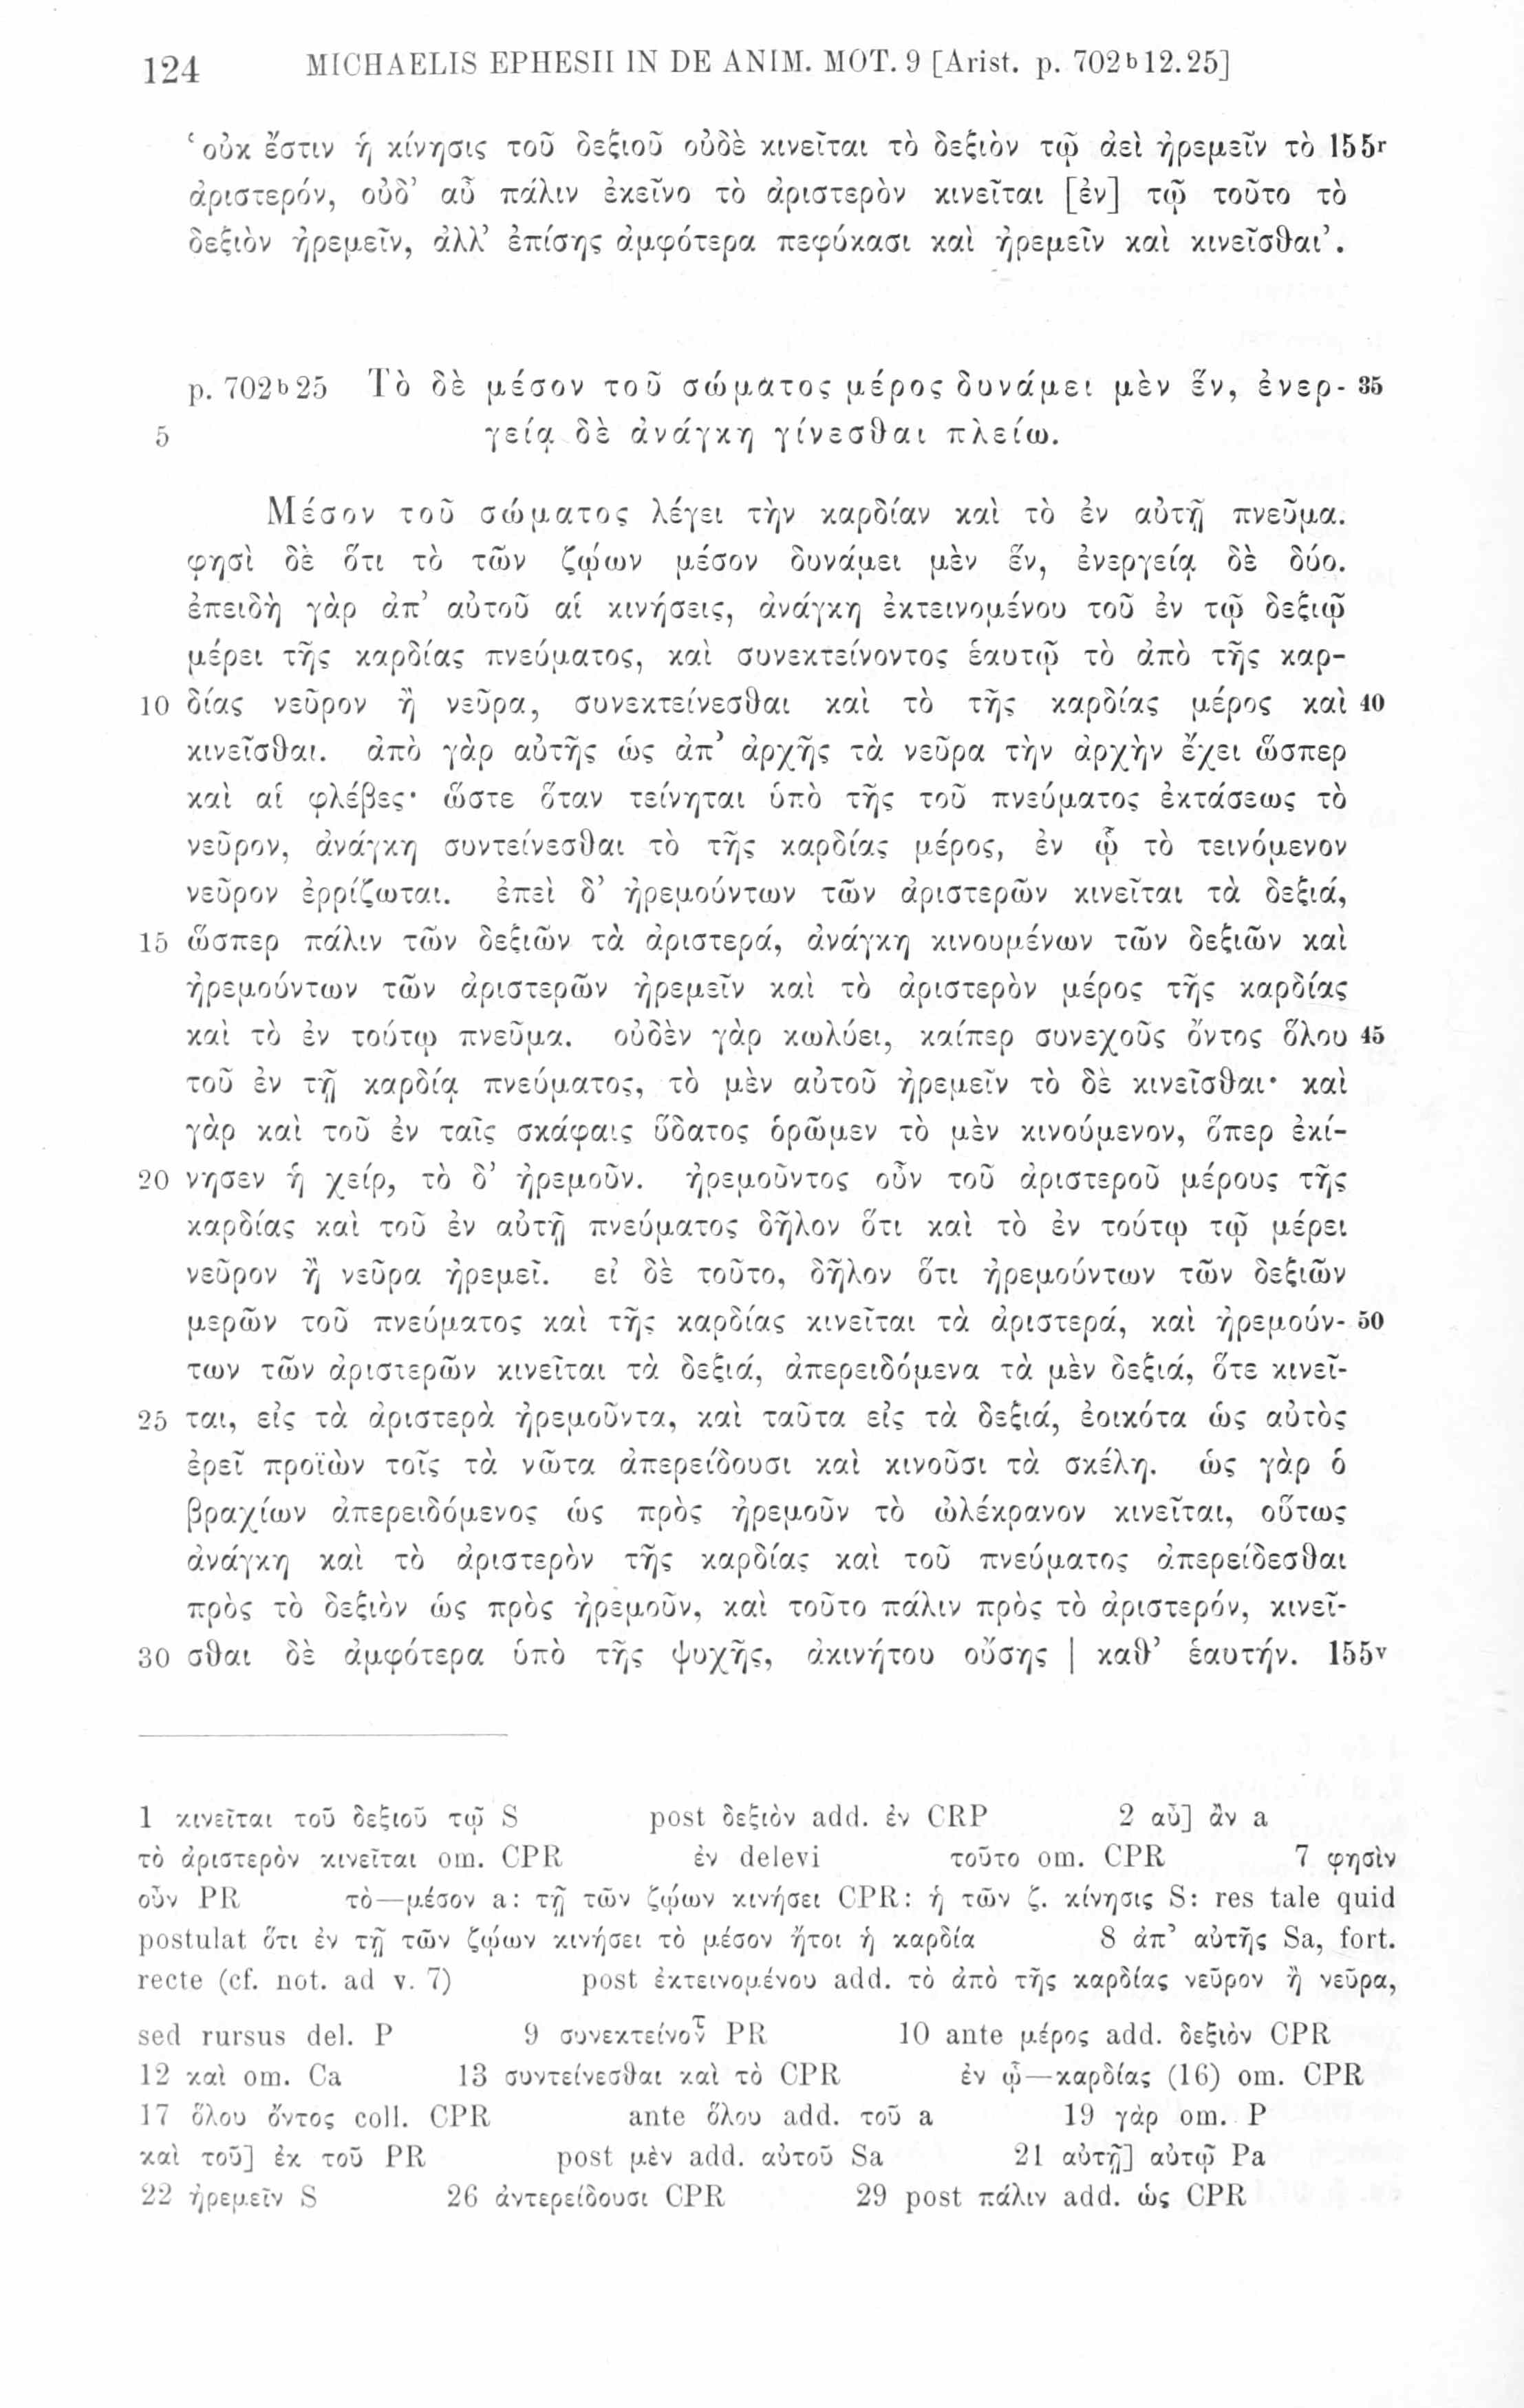 124 MICHAELIS EPHESII IN DE ANIM. MOT. 9 [Arist. p. 702b12.25]
‘οὐκ ἔστιν ἡ κίνησις τοῦ δεξιοῦ οὐδὲ κινεῖται τὸ δεξιὸν τῷ ἀεὶ ἠρεμεῖν τὸ 155r
ἀριστερόν, οὐδ’ αὖ πάλιν ἐκεῖνο τὸ ἀριστερὸν κινεῖται [ἐν] τῷ τοῦτο τὸ
δεξιὸν ἠρεμεῖν, ἀλλ’ ἐπίσης ἀμφότερα πεφύκασι καὶ ἠρεμεῖν καὶ κινεῖσθαι’.
p. 702b25 Τὸ δὲ μέσον τοῦ σώματος μέρος δυνάμει μὲν ἕν, ἐνερ- 35
5 γείᾳ δὲ ἀνάγκη γίνεσθαι πλείω.
Μέσον τοῦ σώματος λέγει τὴν καρδίαν καὶ τὸ ἐν αὐτῇ πνεῦμα.
φησὶ δὲ ὅτι τὸ τῶν ζῴων μέσον δυνάμει μὲν ἕν, ἐνεργείᾳ δὲ δύο.
ἐπειδὴ γὰρ ἀπ’ αὐτοῦ αἱ κινήσεις, ἀνάγκη ἐκτεινομένου τοῦ ἐν τῷ δεξιῷ
μέρει τῆς καρδίας πνεύματος, καὶ συνεκτείνοντος ἑαυτῷ τὸ ἀπὸ τῆς καρ-
10 δίας νεῦρον ἢ νεῦρα, συνεκτείνεσθαι καὶ τὸ τῆς καρδίας μέρος καὶ 40
κινεῖσθαι. ἀπὸ γὰρ αὐτῆς ὡς ἀπ’ ἀρχῆς τὰ νεῦρα τὴν ἀρχὴν ἔχει ὥσπερ
καὶ αἱ φλέβες· ὥστε ὅταν τείνηται ὑπὸ τῆς τοῦ πνεύματος ἐκτάσεως τὸ
νεῦρον, ἀνάγκη συντείνεσθαι τὸ τῆς καρδίας μέρος, ἐν ᾧ τὸ τεινόμενον
νεῦρον ἐρρίζωται. ἐπεὶ δ’ ἠρεμούντων τῶν ἀριστερῶν κινεῖται τὰ δεξιά,
15 ὥσπερ πάλιν τῶν δεξιῶν τὰ ἀριστερά, ἀνάγκη κινουμένων τῶν δεξιῶν καὶ
ἠρεμούντων τῶν ἀριστερῶν ἠρεμεῖν καὶ τὸ ἀριστερὸν μέρος τῆς καρδίας
καὶ τὸ ἐν τούτῳ πνεῦμα. οὐδὲν γὰρ κωλύει, καίπερ συνεχοῦς ὄντος ὅλου 45
τοῦ ἐν τῇ καρδίᾳ πνεύματος, τὸ μὲν αὐτοῦ ἠρεμεῖν τὸ δὲ κινεῖσθαι· καὶ
γὰρ καὶ τοῦ ἐν ταῖς σκάφαις ὕδατος ὁρῶμεν τὸ μὲν κινούμενον, ὅπερ ἐκί-
20 νησεν ἡ χείρ, τὸ δ’ ἠρεμοῦν. ἠρεμοῦντος οὖν τοῦ ἀριστεροῦ μέρους τῆς
καρδίας καὶ τοῦ ἐν αὐτῇ πνεύματος δῆλον ὅτι καὶ τὸ ἐν τούτῳ τῷ μέρει
νεῦρον ἢ νεῦρα ἠρεμεῖ. εἰ δὲ τοῦτο, δῆλον ὅτι ἠρεμούντων τῶν δεξιῶν
μερῶν τοῦ πνεύματος καὶ τῆς καρδίας κινεῖται τὰ ἀριστερά, καὶ ἠρεμούν- 50
των τῶν ἀριστερῶν κινεῖται τὰ δεξιά, ἀπερειδόμενα τὰ μὲν δεξιά, ὅτε κινεῖ-
25 ται, εἰς τὰ ἀριστερὰ ἠρεμοῦντα, καὶ ταῦτα εἰς τὰ δεξιά, ἐοικότα ὡς αὐτὸς
ἐρεῖ προϊὼν τοῖς τὰ νῶτα ἀπερείδουσι καὶ κινοῦσι τὰ σκέλη. ὡς γὰρ ὁ
βραχίων ἀπερειδόμενος ὡς πρὸς ἠρεμοῦν τὸ ὠλέκρανον κινεῖται, οὕτως
ἀνάγκη καὶ τὸ ἀριστερὸν τῆς καρδίας καὶ τοῦ πνεύματος ἀπερείδεσθαι
πρὸς τὸ δεξιὸν ὡς πρὸς ἠρεμοῦν, καὶ τοῦτο πάλιν πρὸς τὸ ἀριστερόν, κινεῖ-
30 σθαι δὲ ἀμφότερα ὑπὸ τῆς ψυχῆς, ἀκινήτου οὔσης | καθ’ ἑαυτήν. 155v
1 κινεῖται τοῦ δεξιοῦ τῷ S post δεξιὸν add. ἐν CRP 2 αὖ] ἂν a
τὸ ἀριστερὸν κινεῖται om. CPR ἐν delevi τοῦτο om. CPR 7 φησὶν
οὖν PR τὸ—μέσον a: τῇ τῶν ζῴων κινήσει CPR: ἡ τῶν ζ. κίνησις S: res tale quid
postulat ὅτι ἐν τῇ τῶν ζῴων κινήσει τὸ μέσον ἤτοι ἡ καρδία 8 ἀπ’ αὐτῆς Sa, fort.
recte (cf. not. ad v. 7) post ἐκτεινομένου add. τὸ ἀπὸ τῆς καρδίας νεῦρον ἢ νεῦρα,
sed rursus del. P 9 συνεκτείνοῦ̅ PR 10 ante μέρος add. δεξιὸν CPR
12 καὶ om. Ca 13 συντείνεσθαι καὶ τὸ CPR ἐν ᾧ—καρδίας (16) om. CPR
17 ὅλου ὄντος coll. CPR ante ὅλου add. τοῦ a 19 γὰρ om. P
καὶ τοῦ] ἐκ τοῦ PR post μὲν add. αὐτοῦ Sa 21 αὐτῇ] αὐτῷ Pa
22 ἠρεμεῖν S 26 ἀντερείδουσι CPR 29 post πάλιν add. ὡς CPR